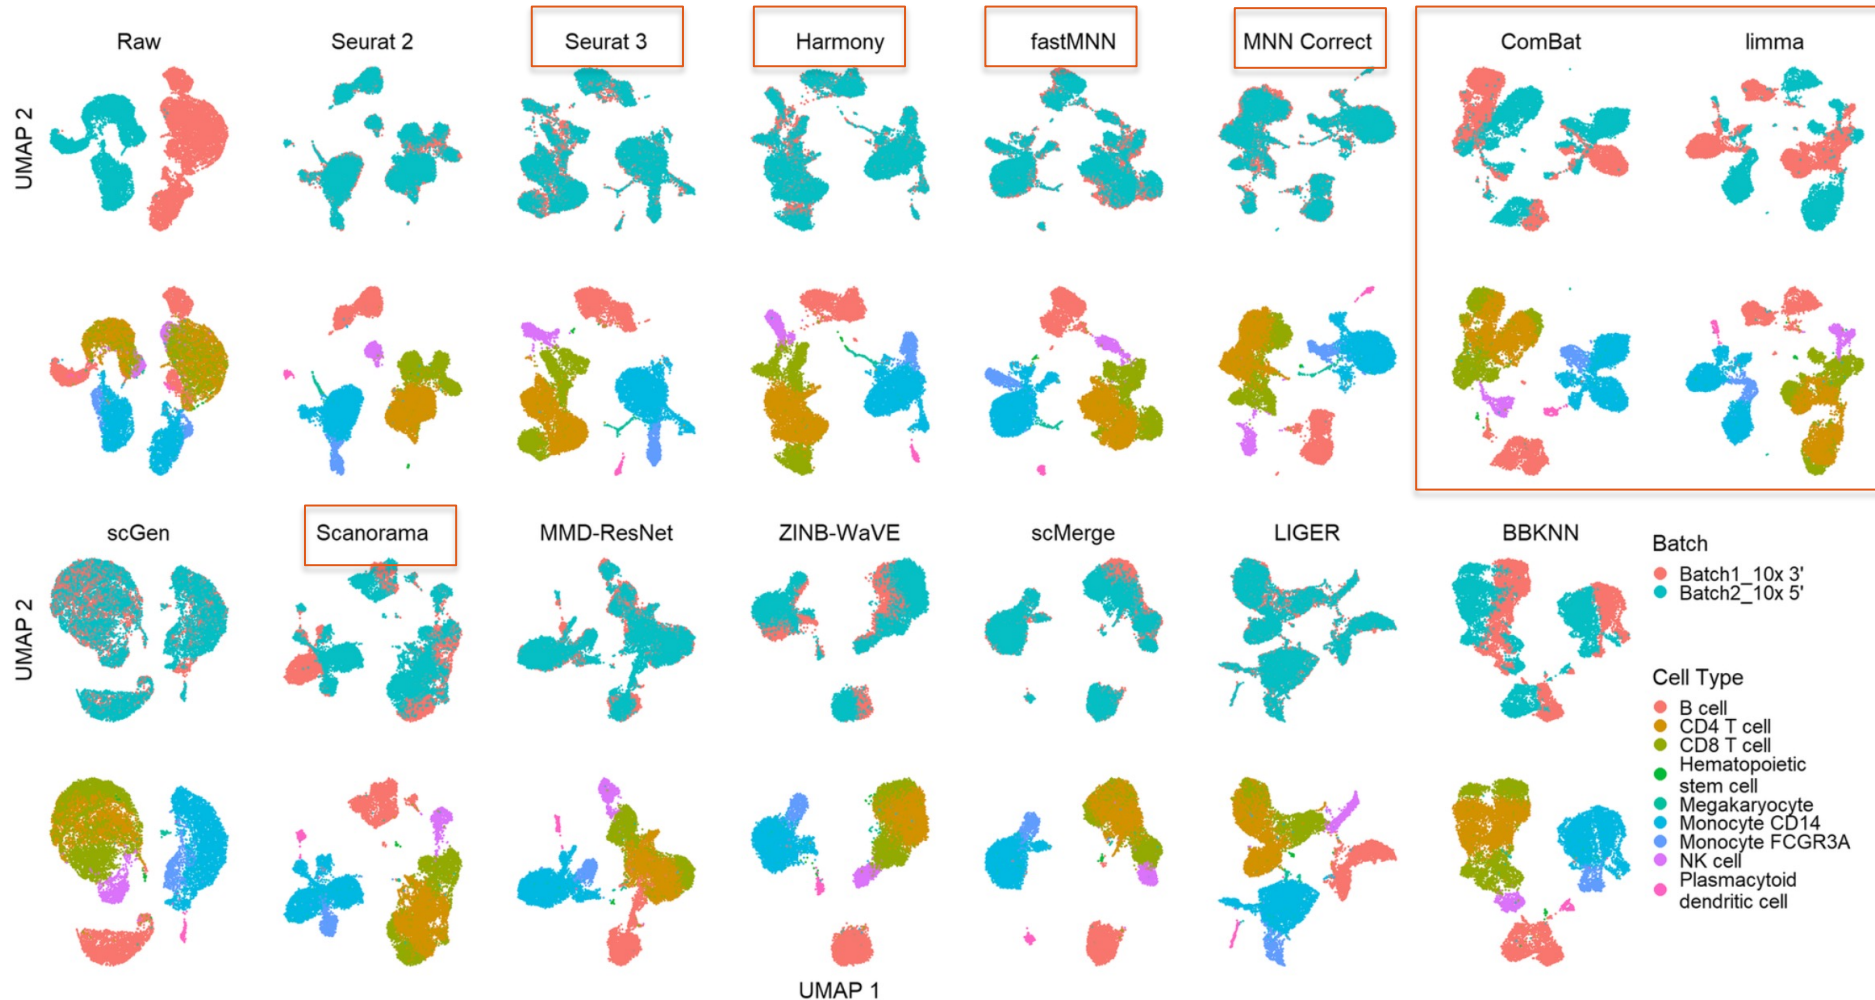 Raw
Seurat 2
Seurat 3
Harmony
fastMNN
MNN Correct
ComBat
limma
UMAP 2
scGen
Scanorama
MMD-ResNet
ZINB-WaVE
scMerge
LIGER
BBKNN
UMAP 2
Batch
Batch1_10x 3'
Batch2_10x 5'
Cell Type
B cell
CD4 T cell
CD8 T cell
Hematopoietic
stem cell
Megakaryocyte
Monocyte CD14
Monocyte FCGR3A
NK cell
Plasmacytoid
dendritic cell
UMAP 1